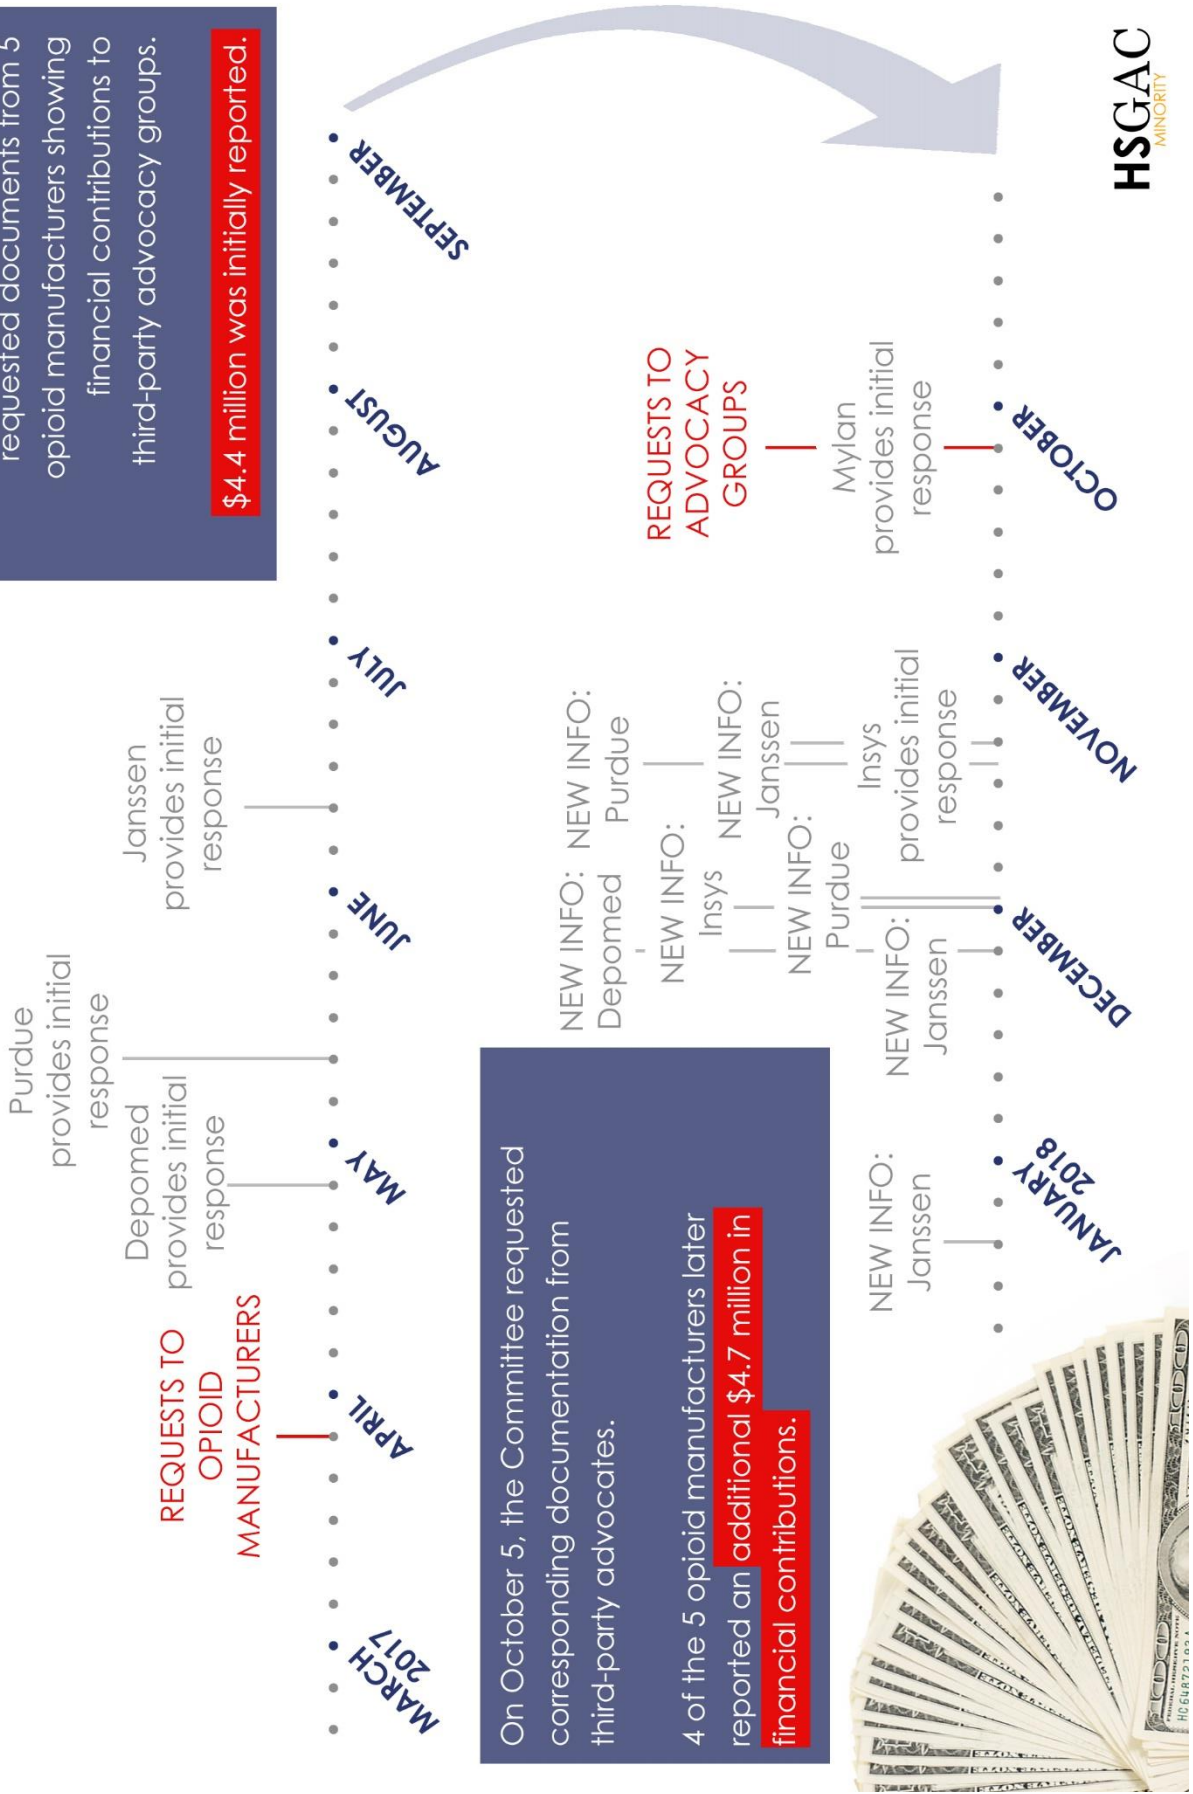 requested documents from 5
opioid manufacturers showing
financial contributions to
third-party advocacy groups.
$4.4 million was initially reported.
Purdue
provides initial
response
Depomed
provides initial
response
Janssen
provides initial
response
REQUESTS TO
OPIOID
MANUFACTURERS
MARCH
2017
APRIL
MAY
JUNE
JULY
AUGUST
SEPTEMBER
On October 5, the Committee requested
corresponding documentation from
third-party advocates.
4 of the 5 opioid manufacturers later
reported an additional $4.7 million in
financial contributions.
NEW INFO:
Depomed
NEW INFO:
Purdue
NEW INFO:
Insys
NEW INFO:
Janssen
NEW INFO:
Purdue
REQUESTS TO
ADVOCACY
GROUPS
NEW INFO:
Janssen
NEW INFO:
Janssen
Insys
provides initial
response
Mylan
provides initial
response
JANUARY
2018
DECEMBER
NOVEMBER
OCTOBER
HSGAC
MINORITY